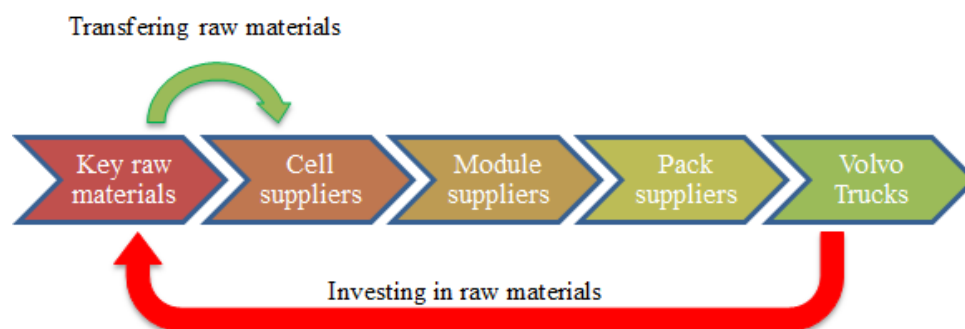 Transfering raw materials
Key raw
materials
Cell
suppliers
Module
suppliers
Pack
suppliers
Volvo
Trucks
Investing in raw materials